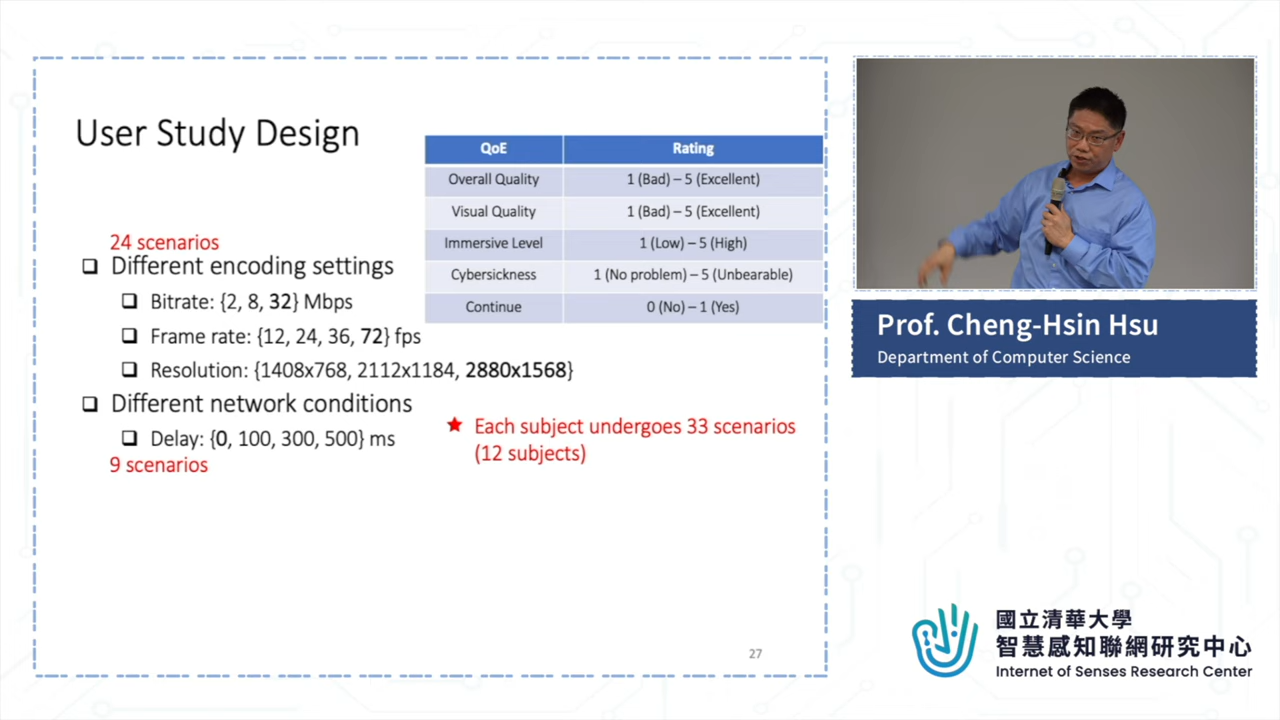 User Study Design
QoE Rating
Overall Quality 1 (Bad) – 5 (Excellent)
Visual Quality 1 (Bad) – 5 (Excellent)
Immersive Level 1 (Low) – 5 (High)
Cybersickness 1 (No problem) – 5 (Unbearable)
Continue 0 (No) – 1 (Yes)
24 scenarios
Different encoding settings
Bitrate: {2, 8, 32} Mbps
Frame rate: {12, 24, 36, 72} fps
Resolution: {1408x768, 2112x1184, 2880x1568}
Different network conditions
Delay: {0, 100, 300, 500} ms
9 scenarios
Each subject undergoes 33 scenarios
(12 subjects)
27
Prof. Cheng-Hsin Hsu
Department of Computer Science
國立清華大學
智慧感知聯網研究中心
Internet of Senses Research Center